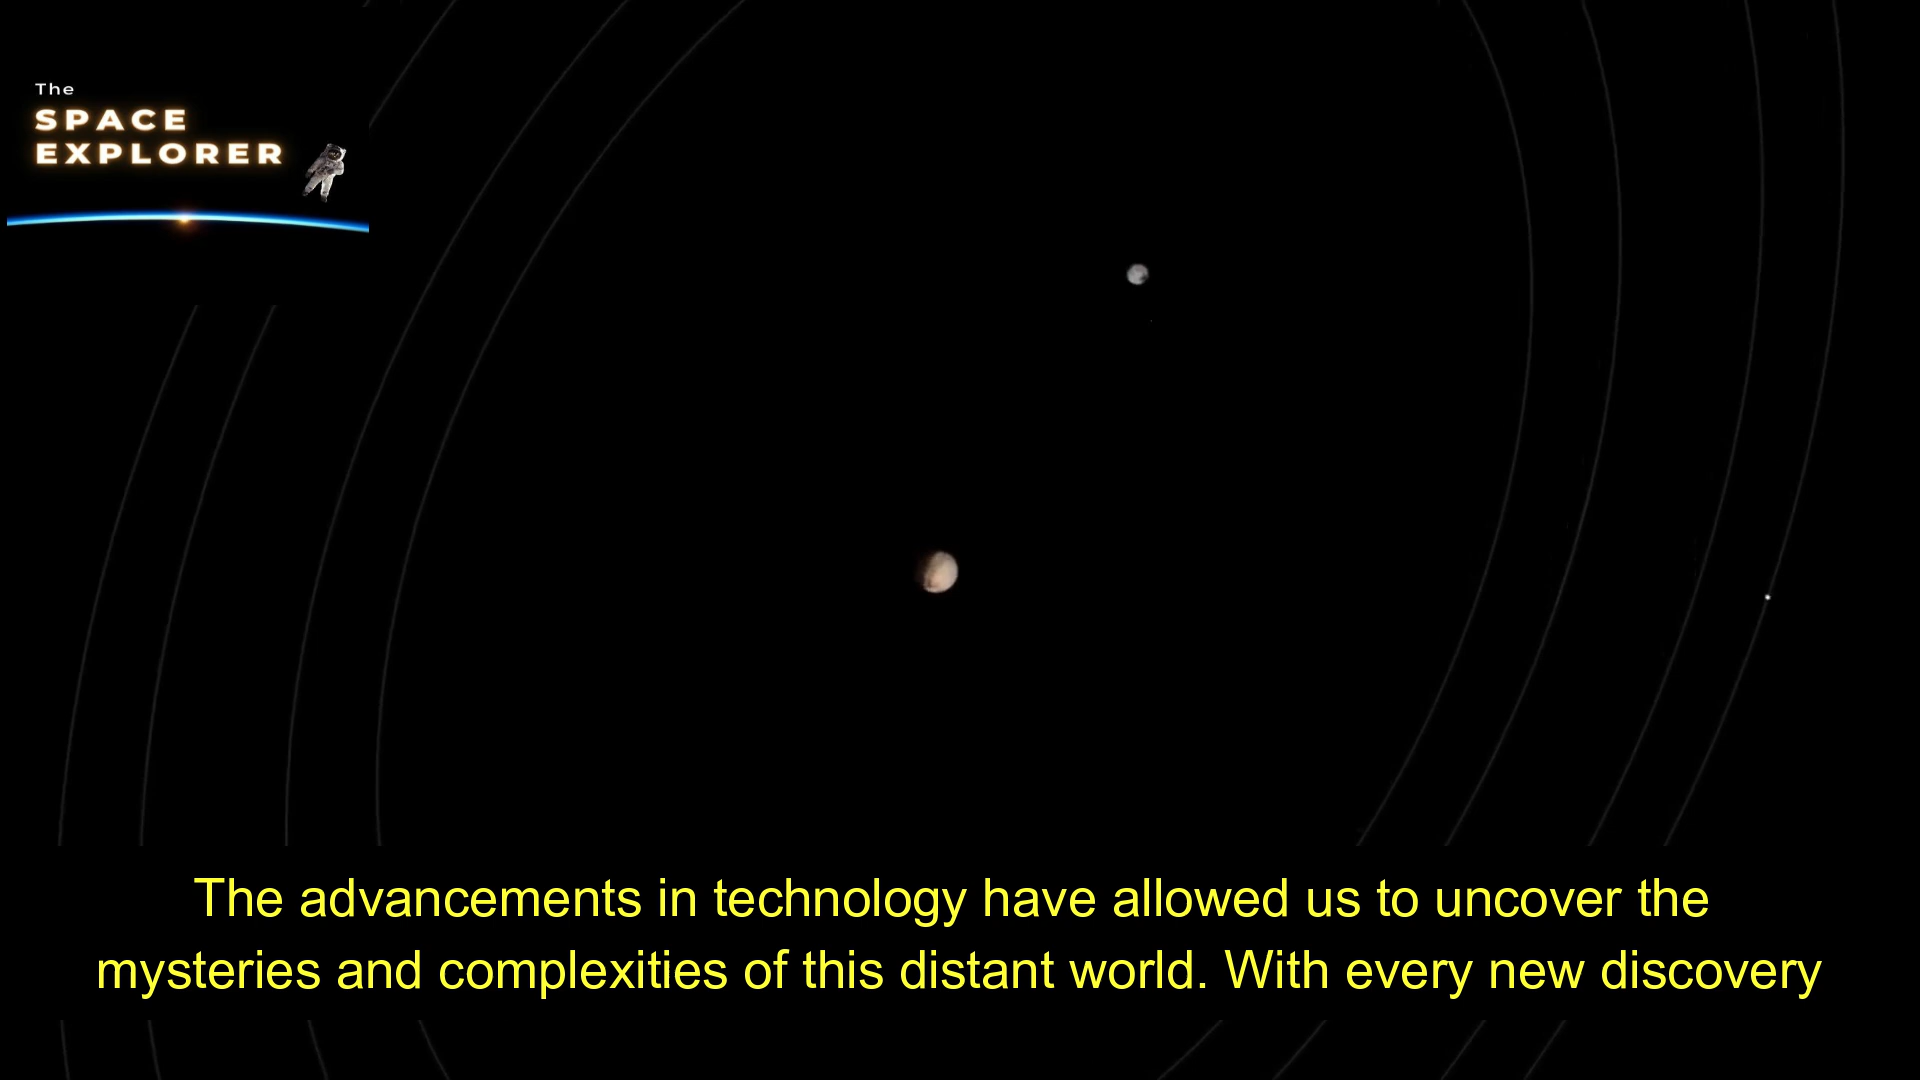 The
SPACE
EXPLORER
The advancements in technology have allowed us to uncover the
mysteries and complexities of this distant world. With every new discovery